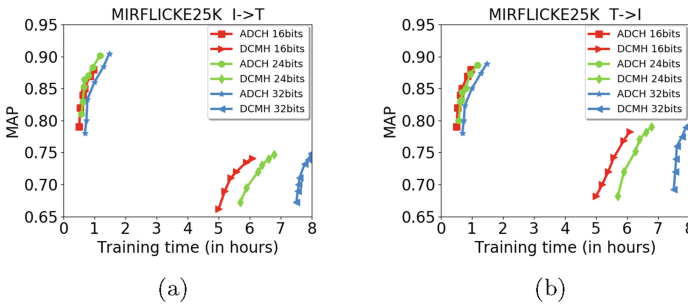 MIRFLICKE25K I->T
0.95
0.90
0.85
0.80
0.75
0.70
0.65
MAP
ADCH 16bits
DCMH 16bits
ADCH 24bits
DCMH 24bits
ADCH 32bits
DCMH 32bits
0 1 2 3 4 5 6 7 8
Training time (in hours)
(a)
MIRFLICKE25K T->I
0.95
0.90
0.85
0.80
0.75
0.70
0.65
MAP
ADCH 16bits
DCMH 16bits
ADCH 24bits
DCMH 24bits
ADCH 32bits
DCMH 32bits
0 1 2 3 4 5 6 7 8
Training time (in hours)
(b)